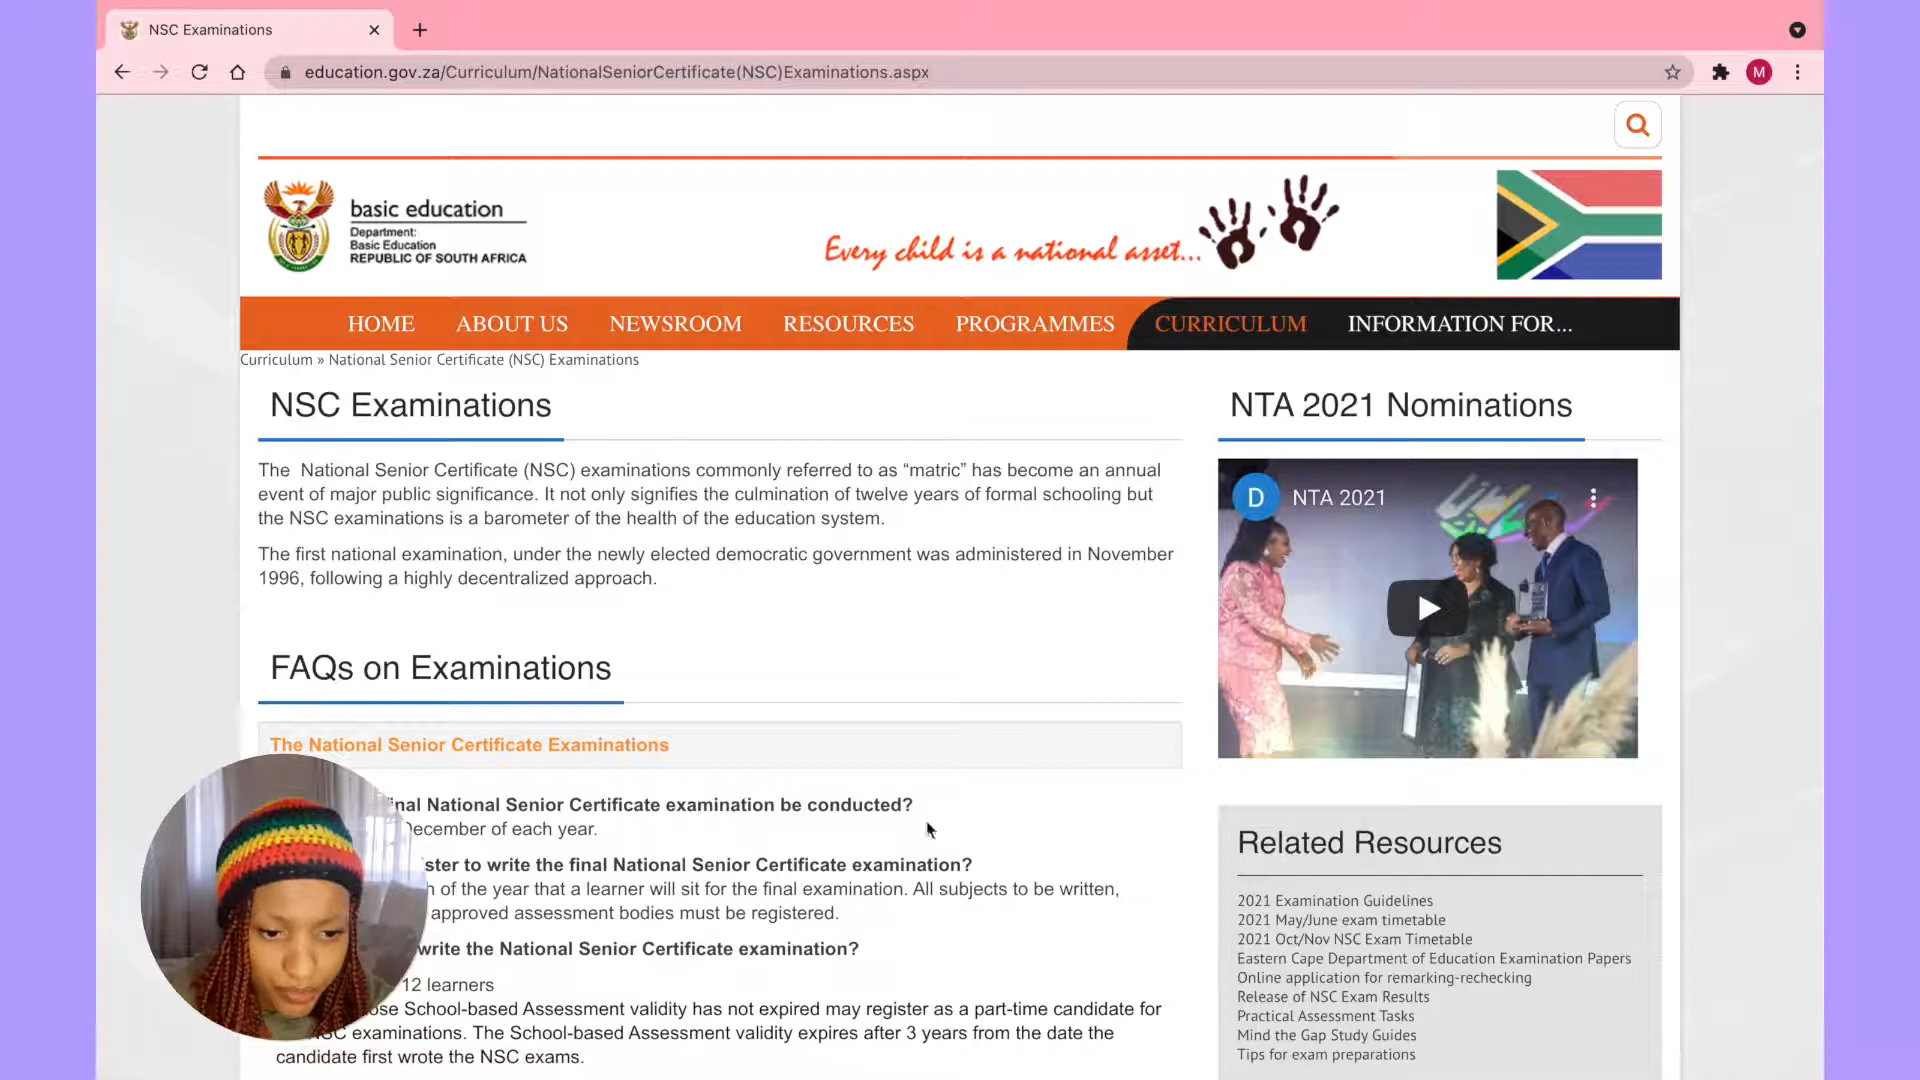 NSC Examinations
education.gov.za/Curriculum/NationalSeniorCertificate(NSC)Examinations.aspx
M
basic education
Department:
Basic Education
REPUBLIC OF SOUTH AFRICA
Every child is a national asset...
HOME ABOUT US NEWSROOM RESOURCES PROGRAMMES CURRICULUM INFORMATION FOR...
Curriculum » National Senior Certificate (NSC) Examinations
NSC Examinations
The National Senior Certificate (NSC) examinations commonly referred to as “matric” has become an annual
event of major public significance. It not only signifies the culmination of twelve years of formal schooling but
the NSC examinations is a barometer of the health of the education system.
The first national examination, under the newly elected democratic government was administered in November
1996, following a highly decentralized approach.
FAQs on Examinations
The National Senior Certificate Examinations
National Senior Certificate examination be conducted?
December of each year.
to write the final National Senior Certificate examination?
of the year that a learner will sit for the final examination. All subjects to be written,
approved assessment bodies must be registered.
write the National Senior Certificate examination?
12 learners
School-based Assessment validity has not expired may register as a part-time candidate for
examinations. The School-based Assessment validity expires after 3 years from the date the
candidate first wrote the NSC exams.
NTA 2021 Nominations
D NTA 2021
Related Resources
2021 Examination Guidelines
2021 May/June exam timetable
2021 Oct/Nov NSC Exam Timetable
Eastern Cape Department of Education Examination Papers
Online application for remarking-rechecking
Release of NSC Exam Results
Practical Assessment Tasks
Mind the Gap Study Guides
Tips for exam preparations